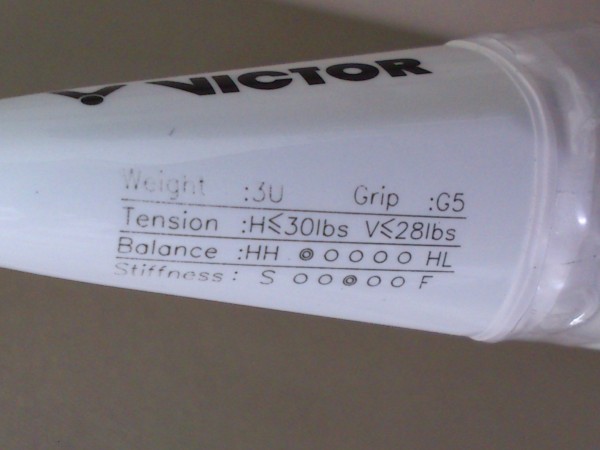 VICTOR
Weight :3U Grip :G5
Tension :H≤30lbs V≤28lbs
Balance :HH ◉ O O O O HL
Stiffness: S O O ◉ O O F